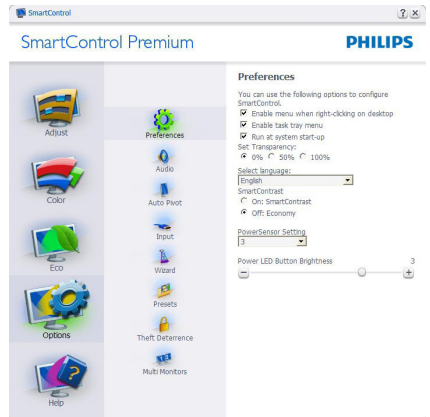 SmartControl
SmartControl Premium
PHILIPS
Adjust
Color
Eco
Options
Help
Preferences
Audio
Auto Pivot
Input
Wizard
Presets
Theft Deterrence
Multi Monitors
Preferences
You can use the following options to configure
SmartControl.
Enable menu when right-clicking on desktop
Enable task tray menu
Run at system start-up
Set Transparency:
0% 50% 100%
Select language:
English
SmartContrast
On: SmartContrast
Off: Economy
PowerSensor Setting
3
Power LED Button Brightness 3